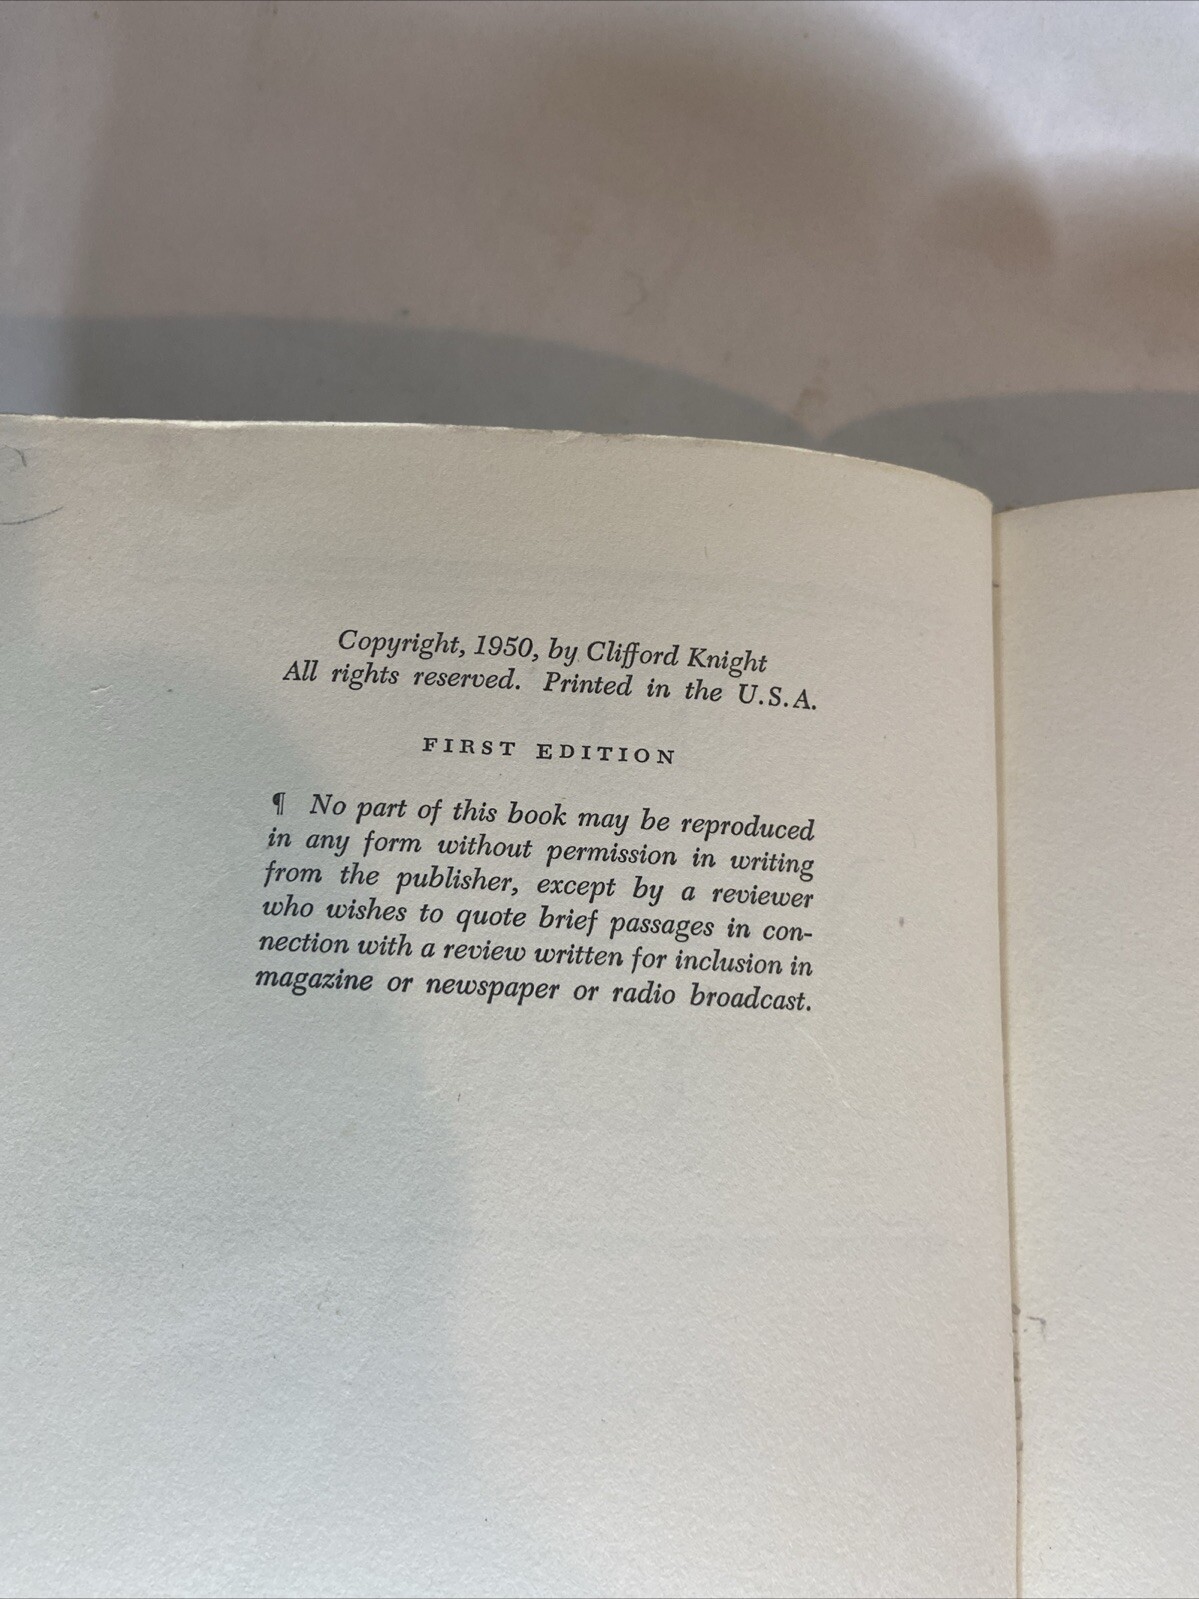 Copyright, 1950, by Clifford Knight
All rights reserved. Printed in the U.S.A.
FIRST EDITION
¶ No part of this book may be reproduced
in any form without permission in writing
from the publisher, except by a reviewer
who wishes to quote brief passages in con-
nection with a review written for inclusion in
magazine or newspaper or radio broadcast.